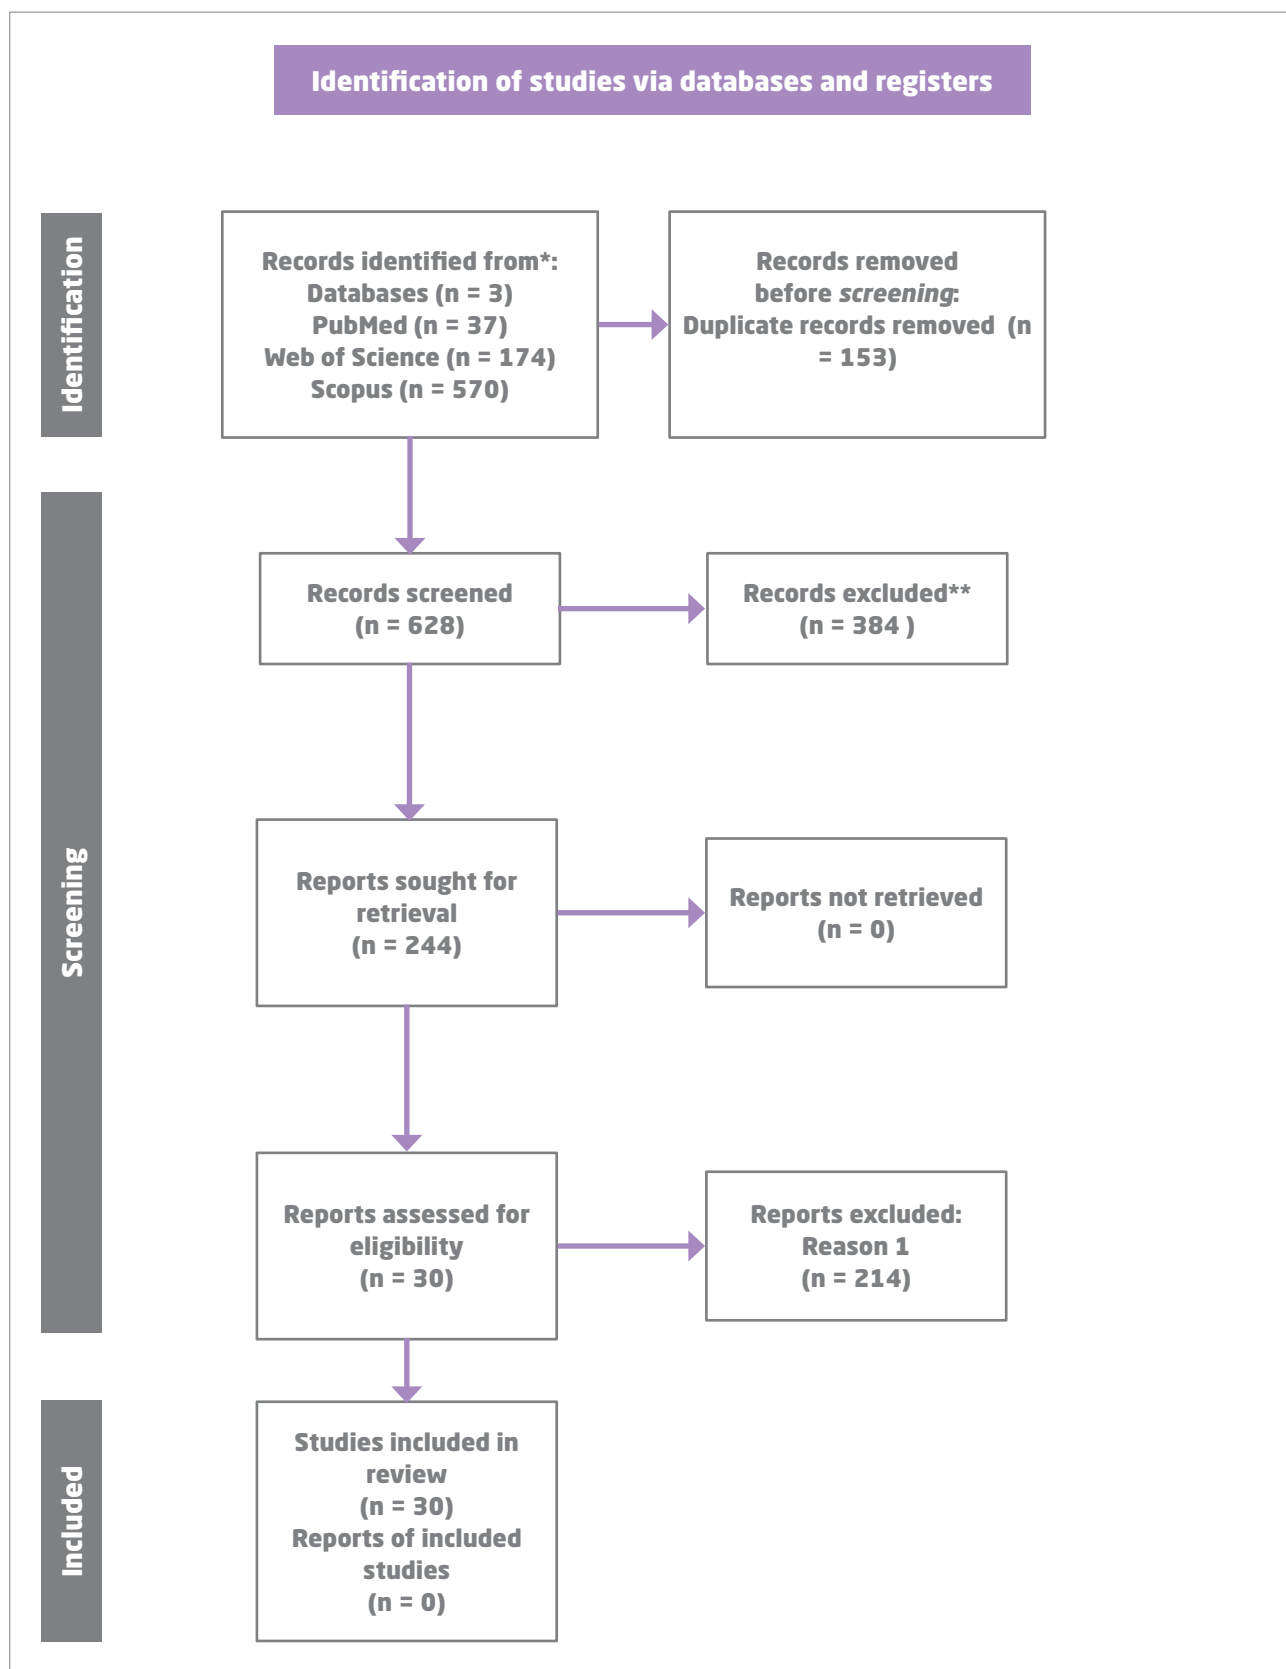 Identification of studies via databases and registers
Identification
Records identified from*:
Databases (n = 3)
PubMed (n = 37)
Web of Science (n = 174)
Scopus (n = 570)
Records removed
before screening:
Duplicate records removed (n
= 153)
Screening
Records screened
(n = 628)
Records excluded**
(n = 384 )
Reports sought for
retrieval
(n = 244)
Reports not retrieved
(n = 0)
Reports assessed for
eligibility
(n = 30)
Reports excluded:
Reason 1
(n = 214)
Included
Studies included in
review
(n = 30)
Reports of included
studies
(n = 0)